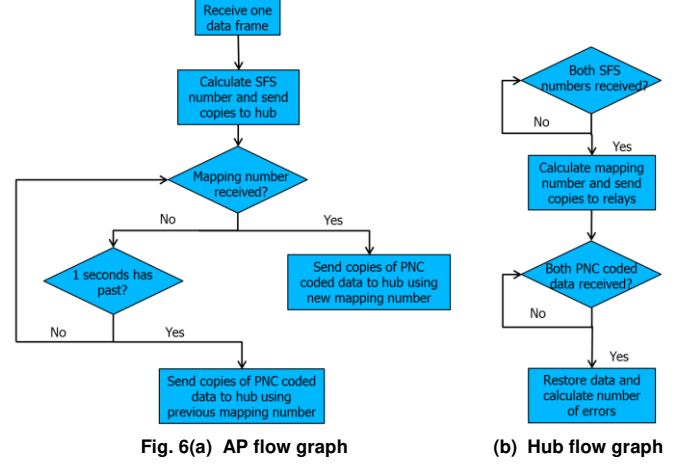 Receive one
data frame
Calculate SFS
number and send
copies to hub
Mapping number
received?
No
Yes
1 seconds has
past?
Send copies of PNC
coded data to hub using
new mapping number
No
Yes
Send copies of PNC coded
data to hub using
previous mapping number
Fig. 6(a) AP flow graph
Both SFS
numbers received?
No
Yes
Calculate mapping
number and send
copies to relays
Both PNC coded
data received?
No
Yes
Restore data and
calculate number
of errors
(b) Hub flow graph